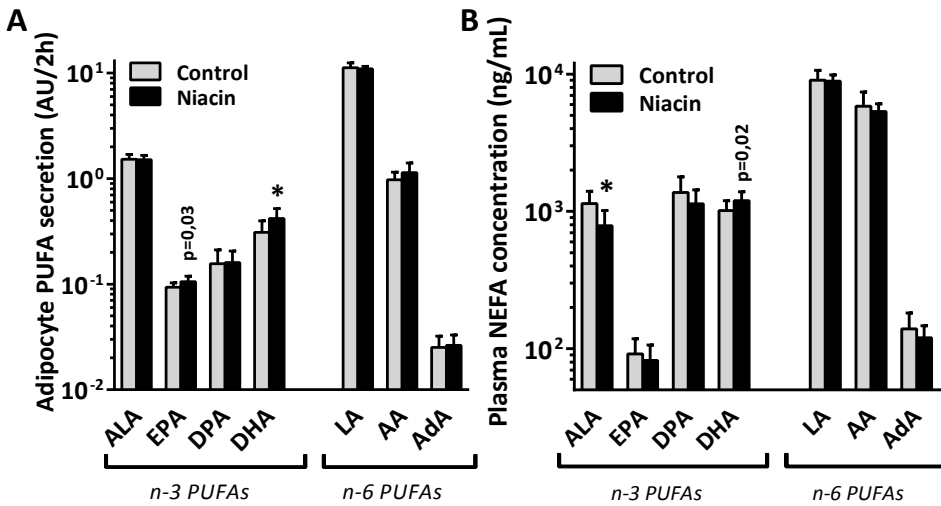 A
Adipocyte PUFA secretion (AU/2h)
10¹
10⁰
10⁻¹
10⁻²
Control
Niacin
p=0,03
*
ALA
EPA
DPA
DHA
LA
AA
AdA
n-3 PUFAs
n-6 PUFAs
B
Plasma NEFA concentration (ng/mL)
10⁴
10³
10²
Control
Niacin
*
p=0,02
ALA
EPA
DPA
DHA
LA
AA
AdA
n-3 PUFAs
n-6 PUFAs